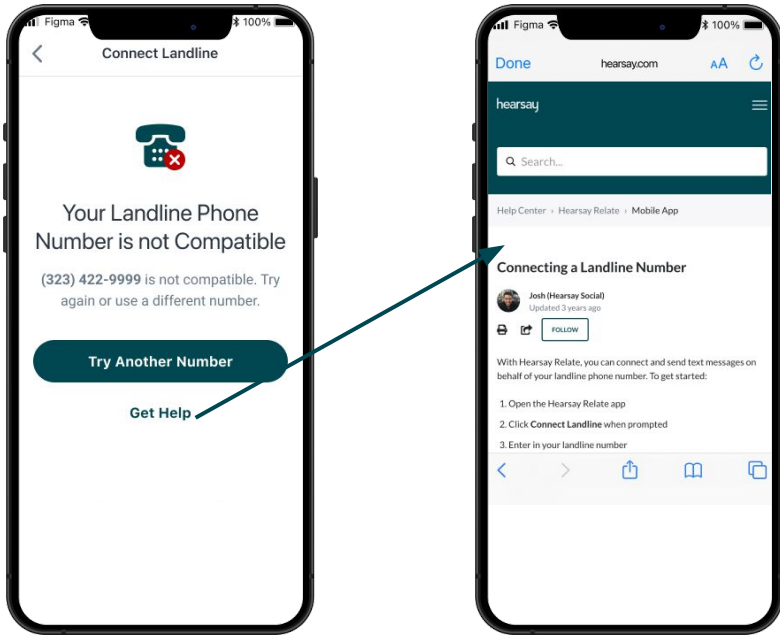 Figma 100%
Connect Landline
Your Landline Phone
Number is not Compatible
(323) 422-9999 is not compatible. Try
again or use a different number.
Try Another Number
Get Help
Figma 100%
Done hearsay.com AA
hearsay
Search...
Help Center › Hearsay Relate › Mobile App
Connecting a Landline Number
Josh (Hearsay Social)
Updated 3 years ago
FOLLOW
With Hearsay Relate, you can connect and send text messages on
behalf of your landline phone number. To get started:
1. Open the Hearsay Relate app
2. Click Connect Landline when prompted
3. Enter in your landline number